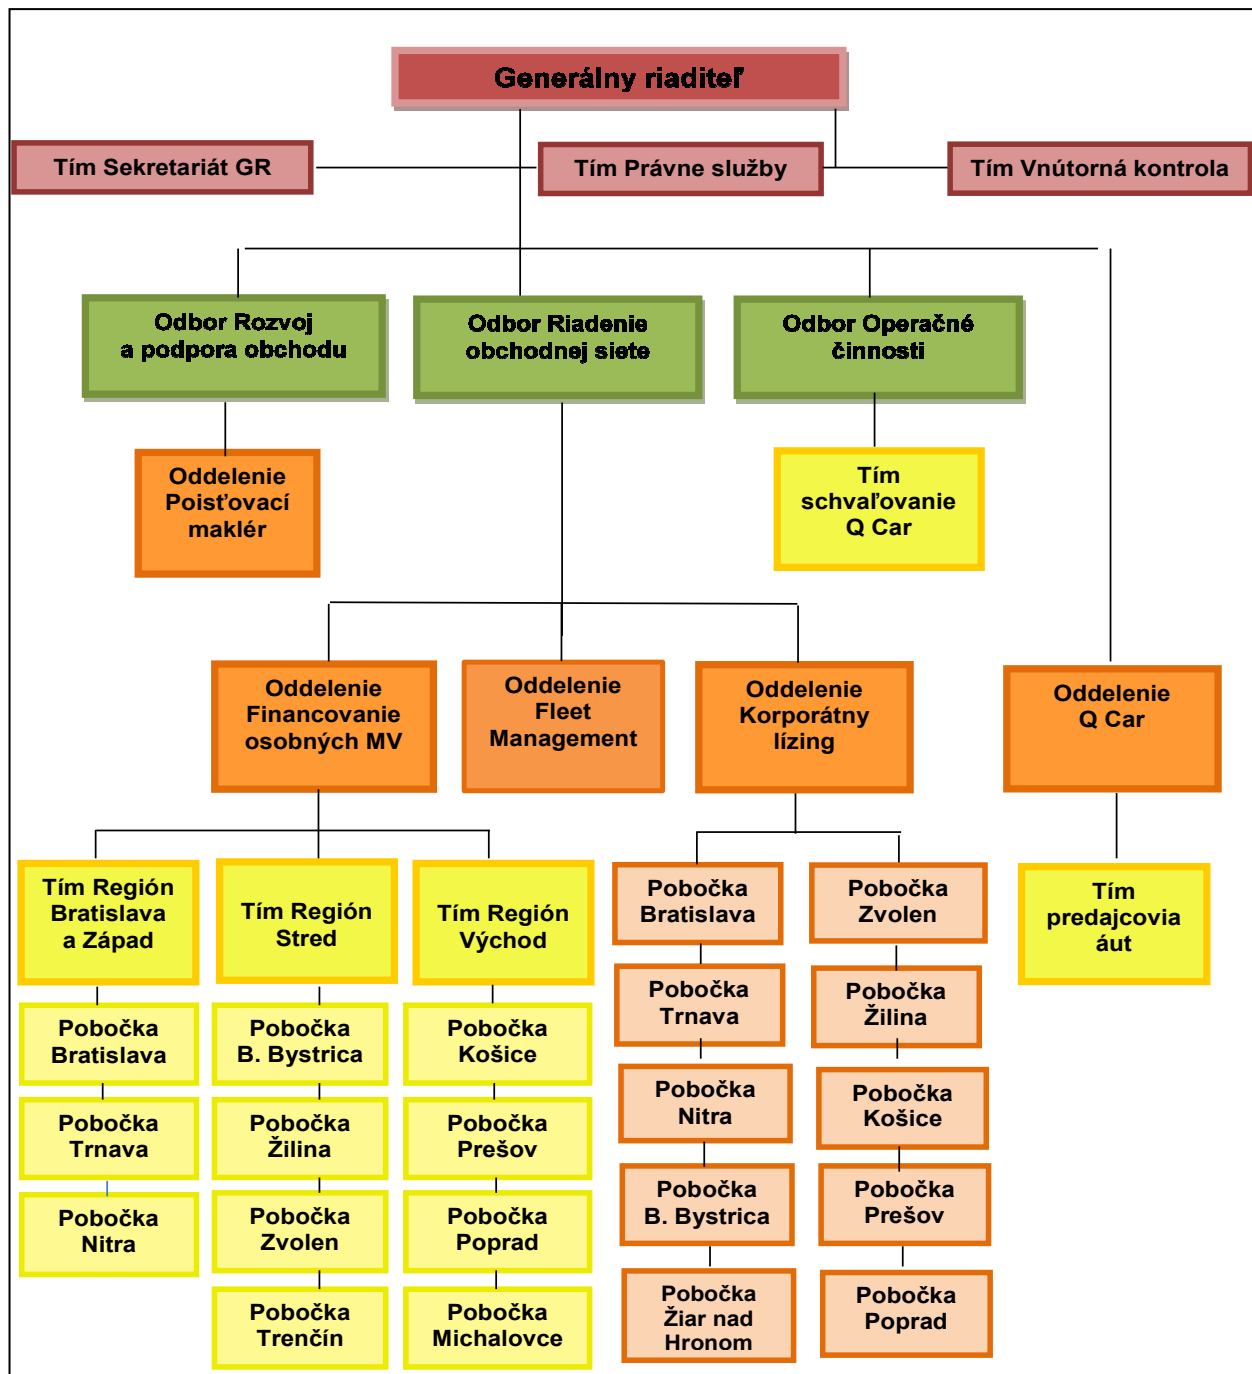 Generálny riaditeľ
Tím Sekretariát GR
Tím Právne služby
Tím Vnútorná kontrola
Odbor Rozvoj
a podpora obchodu
Odbor Riadenie
obchodnej siete
Odbor Operačné
činnosti
Oddelenie
Poisťovací
maklér
Tím
schvaľovanie
Q Car
Oddelenie
Financovanie
osobných MV
Oddelenie
Fleet
Management
Oddelenie
Korporátny
lízing
Oddelenie
Q Car
Tím Región
Bratislava
a Západ
Tím Región
Stred
Tím Región
Východ
Pobočka
Bratislava
Pobočka
Zvolen
Tím
predajcovia
áut
Pobočka
Bratislava
Pobočka
B. Bystrica
Pobočka
Košice
Pobočka
Trnava
Pobočka
Žilina
Pobočka
Trnava
Pobočka
Žilina
Pobočka
Prešov
Pobočka
Nitra
Pobočka
Košice
Pobočka
Nitra
Pobočka
Zvolen
Pobočka
Poprad
Pobočka
B. Bystrica
Pobočka
Prešov
Pobočka
Trenčín
Pobočka
Michalovce
Pobočka
Žiar nad
Hronom
Pobočka
Poprad